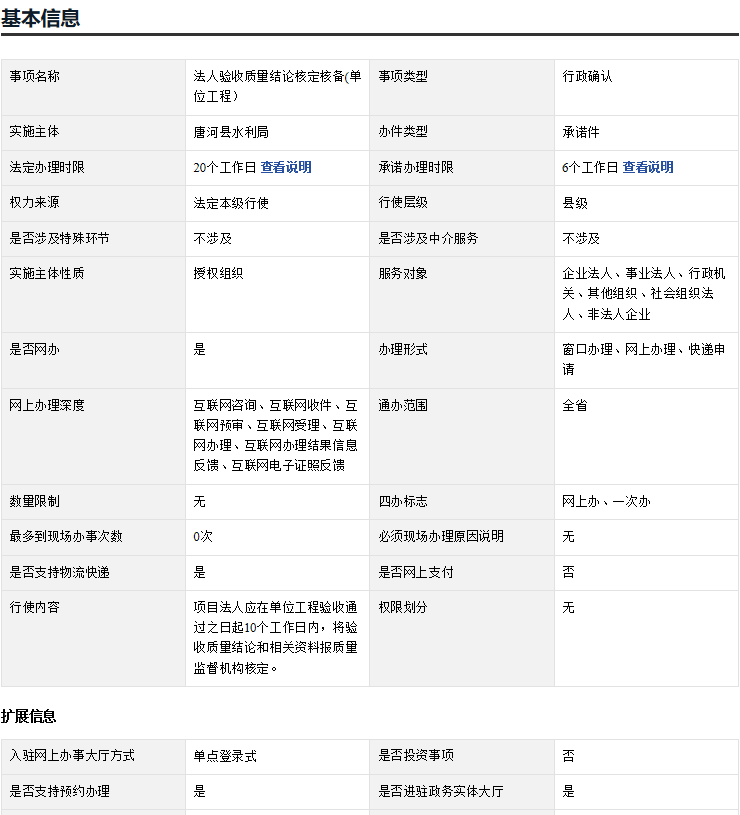 基本信息
事项名称
法人验收质量结论核定核备(单
位工程）
事项类型
行政确认
实施主体
唐河县水利局
办件类型
承诺件
法定办理时限
20个工作日 查看说明
承诺办理时限
6个工作日 查看说明
权力来源
法定本级行使
行使层级
县级
是否涉及特殊环节
不涉及
是否涉及中介服务
不涉及
实施主体性质
授权组织
服务对象
企业法人、事业法人、行政机
关、其他组织、社会组织法
人、非法人企业
是否网办
是
办理形式
窗口办理、网上办理、快递申
请
网上办理深度
互联网咨询、互联网收件、互
联网预审、互联网受理、互联
网办理、互联网办理结果信息
反馈、互联网电子证照反馈
通办范围
全省
数量限制
无
四办标志
网上办、一次办
最多到现场办事次数
0次
必须现场办理原因说明
无
是否支持物流快递
是
是否网上支付
否
行使内容
项目法人应在单位工程验收通
过之日起10个工作日内，将验
收质量结论和相关资料报质量
监督机构核定。
权限划分
无
扩展信息
入驻网上办事大厅方式
单点登录式
是否投资事项
否
是否支持预约办理
是
是否进驻政务实体大厅
是